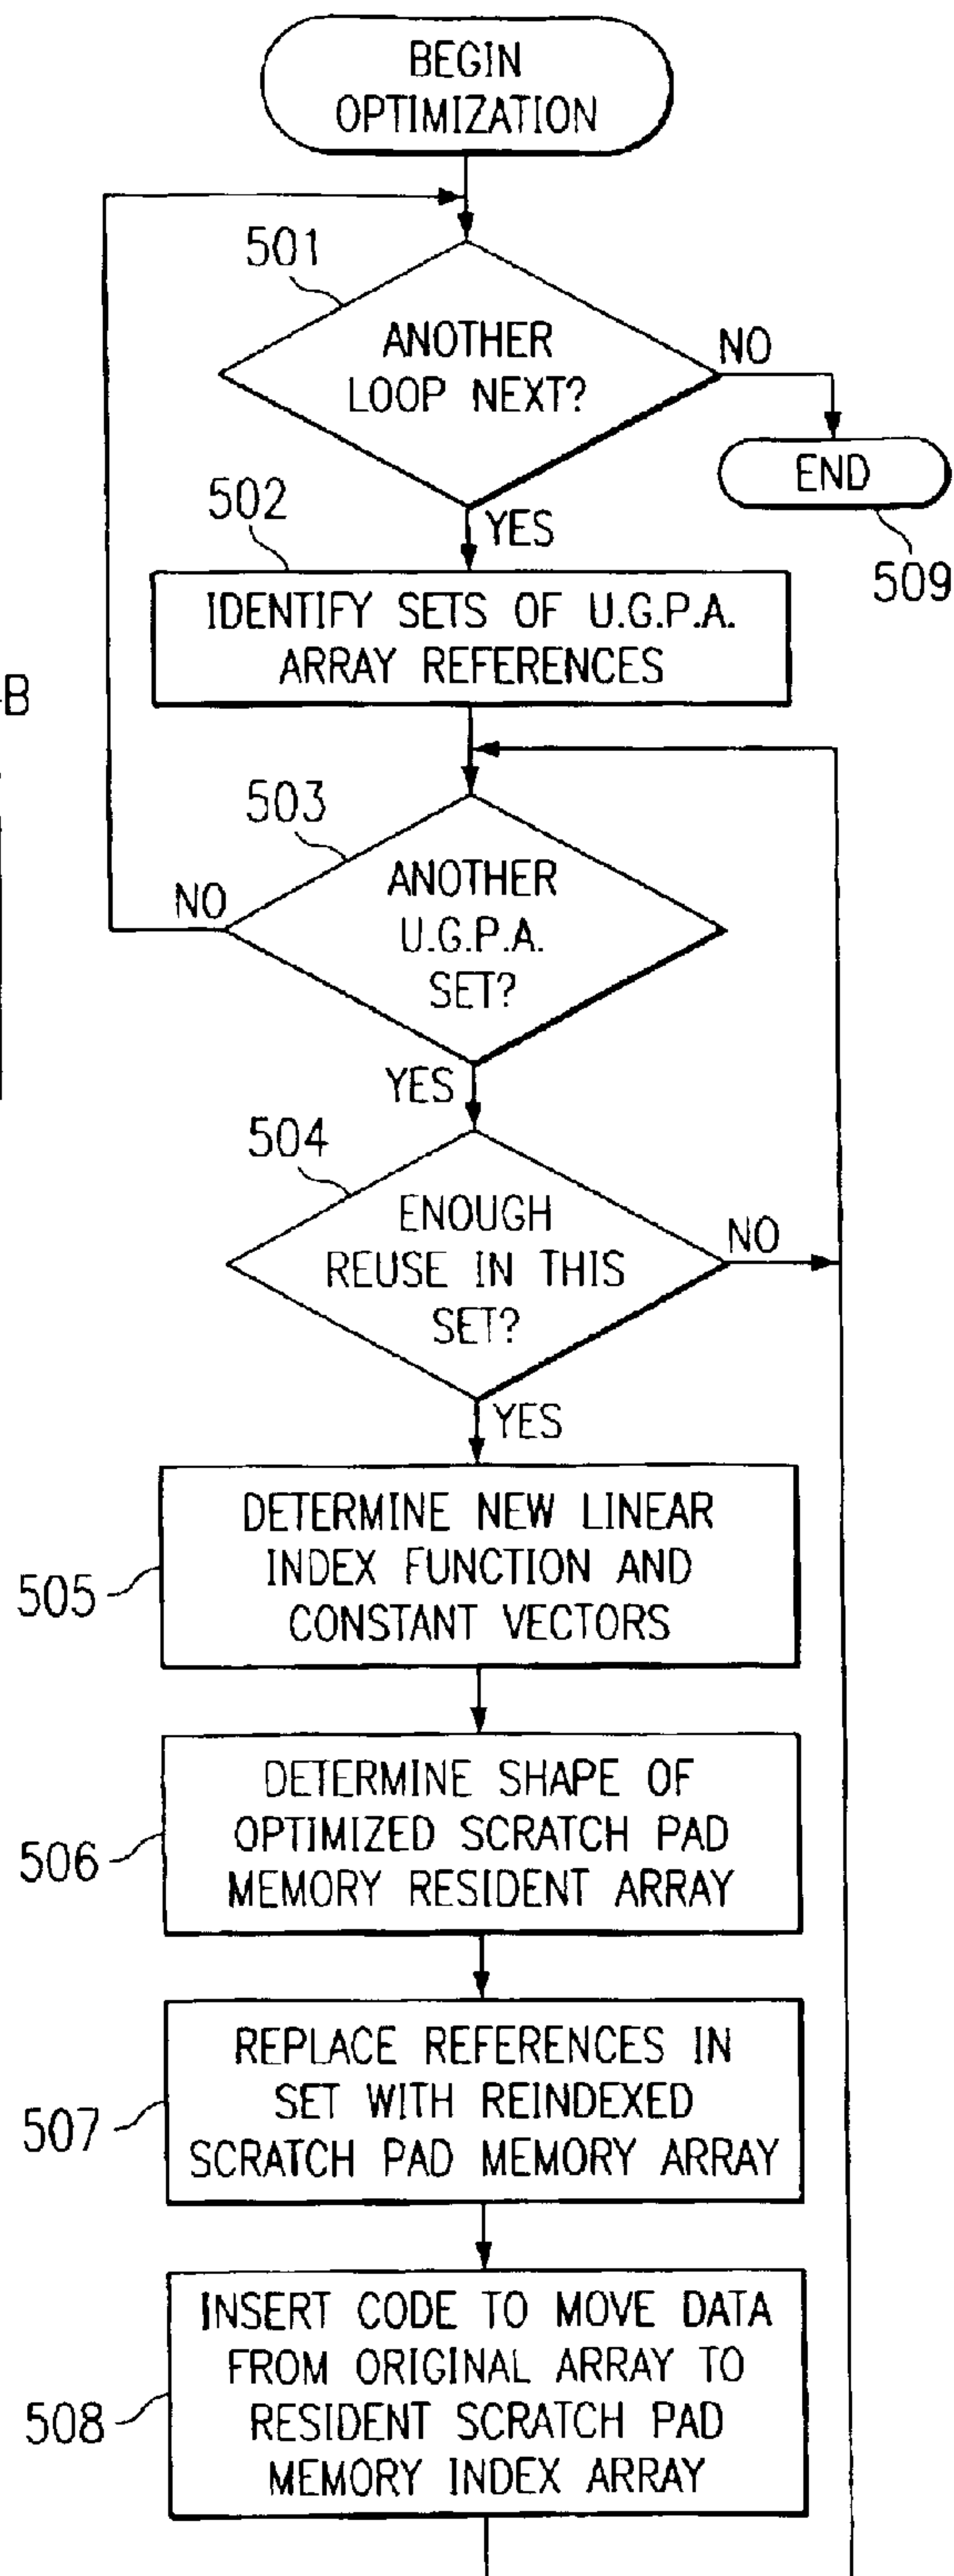 BEGIN
OPTIMIZATION
501
ANOTHER
LOOP NEXT?
NO
END
509
YES
502
IDENTIFY SETS OF U.G.P.A.
ARRAY REFERENCES
B
503
ANOTHER
U.G.P.A.
SET?
NO
YES
504
ENOUGH
REUSE IN THIS
SET?
NO
YES
505
DETERMINE NEW LINEAR
INDEX FUNCTION AND
CONSTANT VECTORS
506
DETERMINE SHAPE OF
OPTIMIZED SCRATCH PAD
MEMORY RESIDENT ARRAY
507
REPLACE REFERENCES IN
SET WITH REINDEXED
SCRATCH PAD MEMORY ARRAY
508
INSERT CODE TO MOVE DATA
FROM ORIGINAL ARRAY TO
RESIDENT SCRATCH PAD
MEMORY INDEX ARRAY